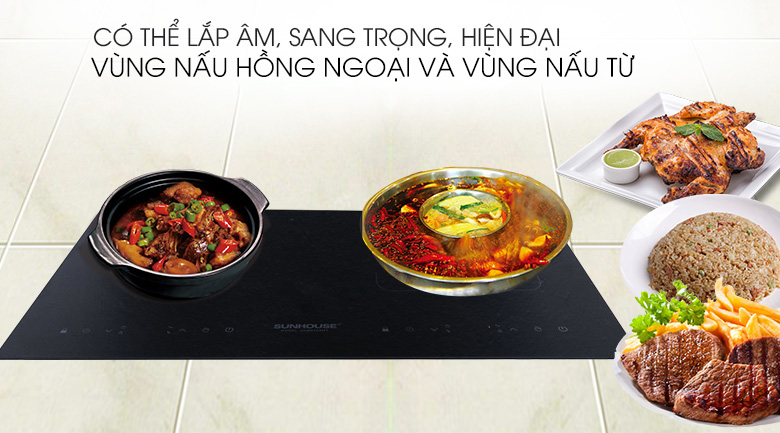 CÓ THỂ LẮP ÂM, SANG TRỌNG, HIỆN ĐẠI
VÙNG NẤU HỒNG NGOẠI VÀ VÙNG NẤU TỪ
SUNHOUSE